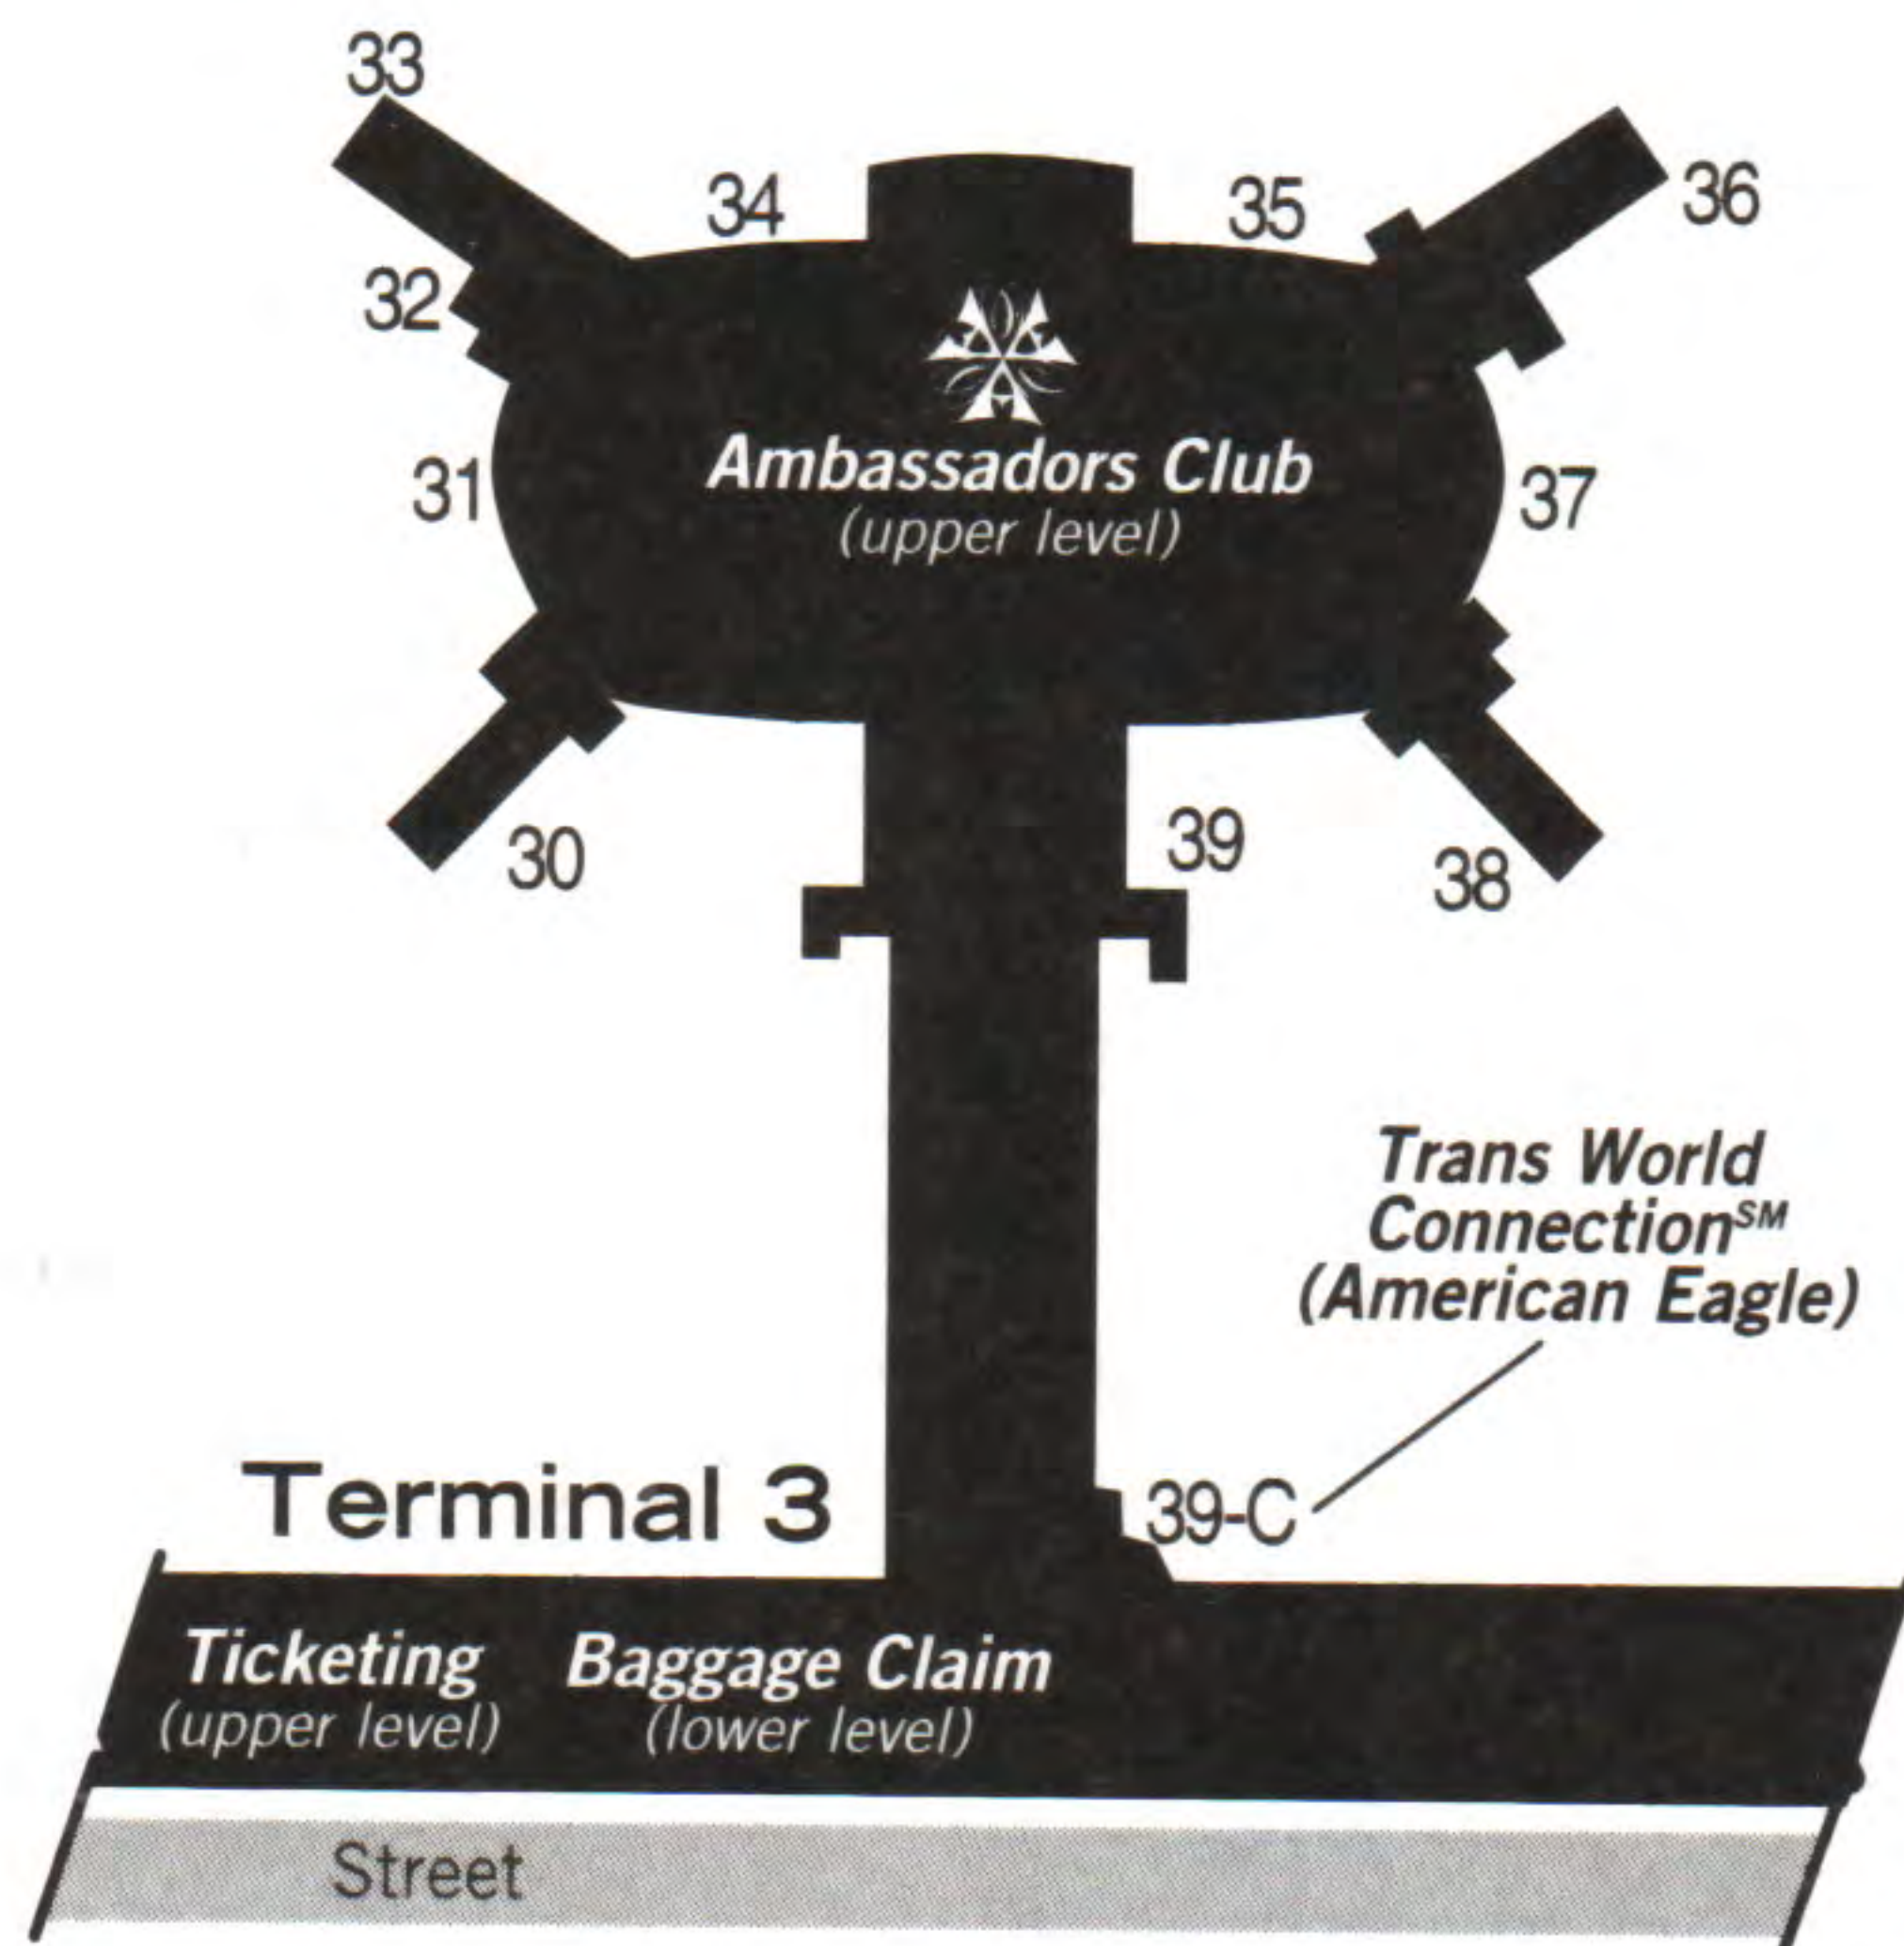 33
34
35
36
32
Ambassadors Club
(upper level)
31
37
30
39
38
Trans World
Connection℠
(American Eagle)
Terminal 3
39-C
Ticketing
(upper level)
Baggage Claim
(lower level)
Street